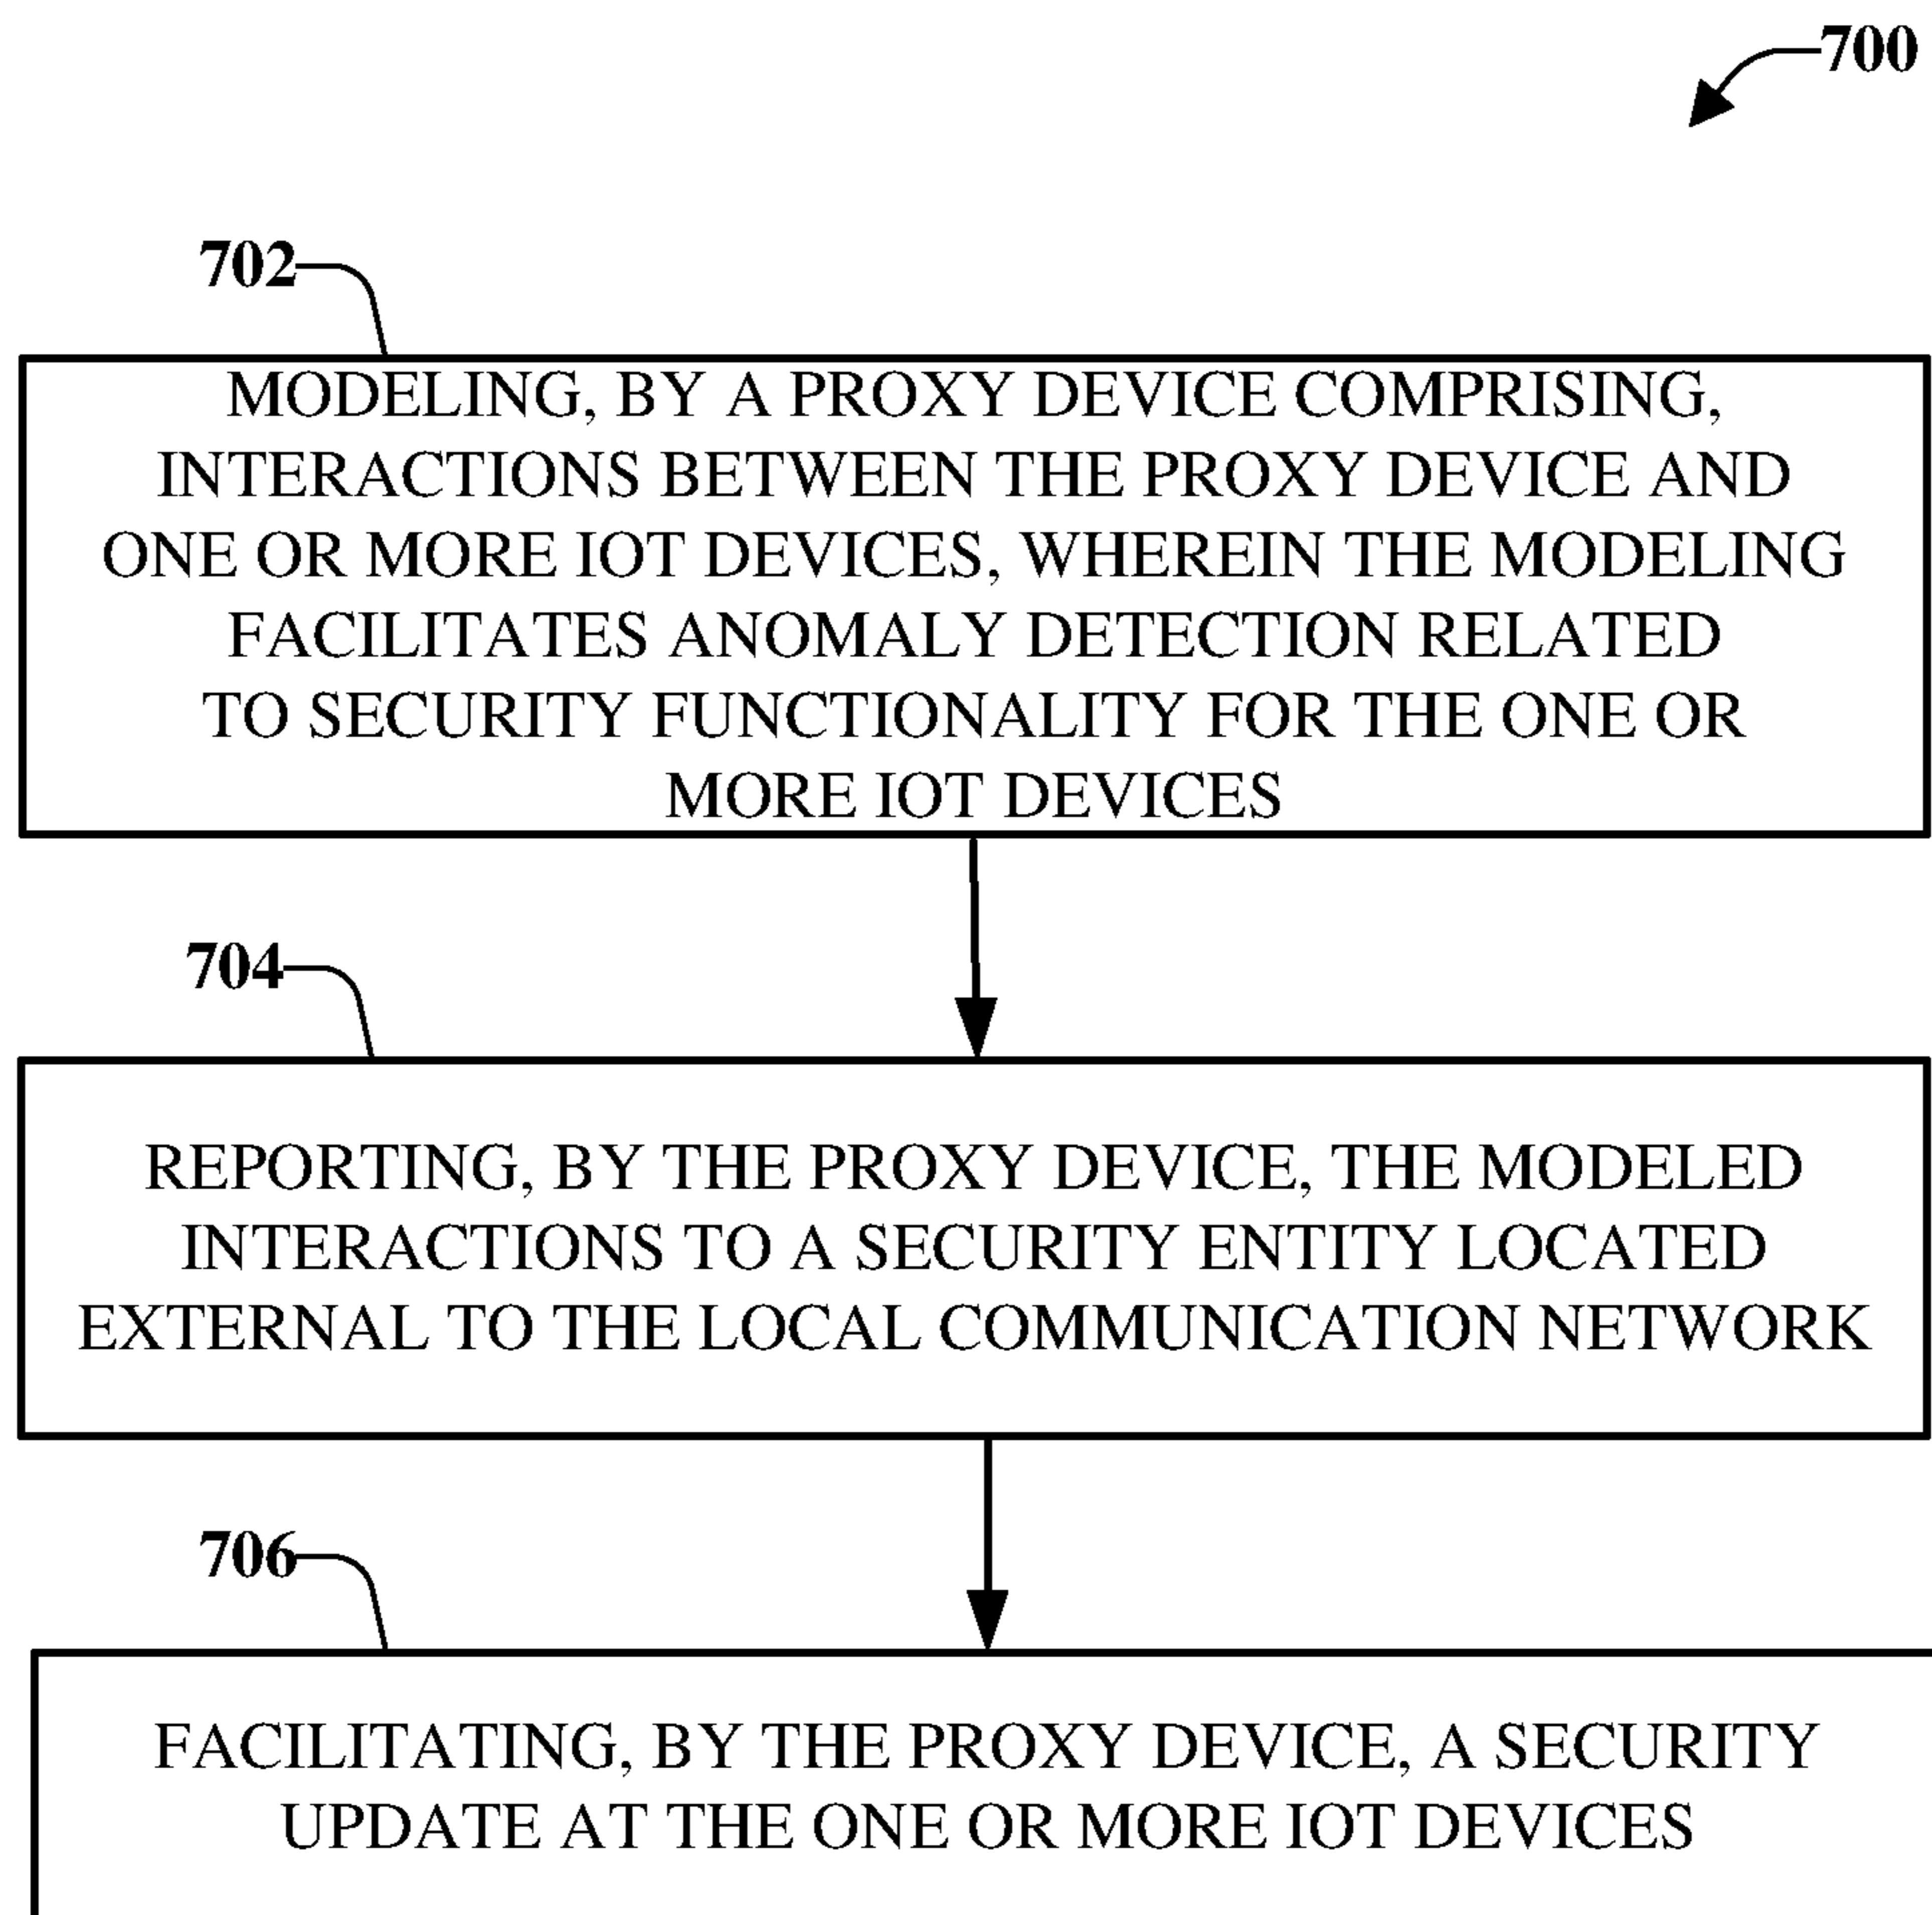 700
702
MODELING, BY A PROXY DEVICE COMPRISING,
INTERACTIONS BETWEEN THE PROXY DEVICE AND
ONE OR MORE IOT DEVICES, WHEREIN THE MODELING
FACILITATES ANOMALY DETECTION RELATED
TO SECURITY FUNCTIONALITY FOR THE ONE OR
MORE IOT DEVICES
704
REPORTING, BY THE PROXY DEVICE, THE MODELED
INTERACTIONS TO A SECURITY ENTITY LOCATED
EXTERNAL TO THE LOCAL COMMUNICATION NETWORK
706
FACILITATING, BY THE PROXY DEVICE, A SECURITY
UPDATE AT THE ONE OR MORE IOT DEVICES